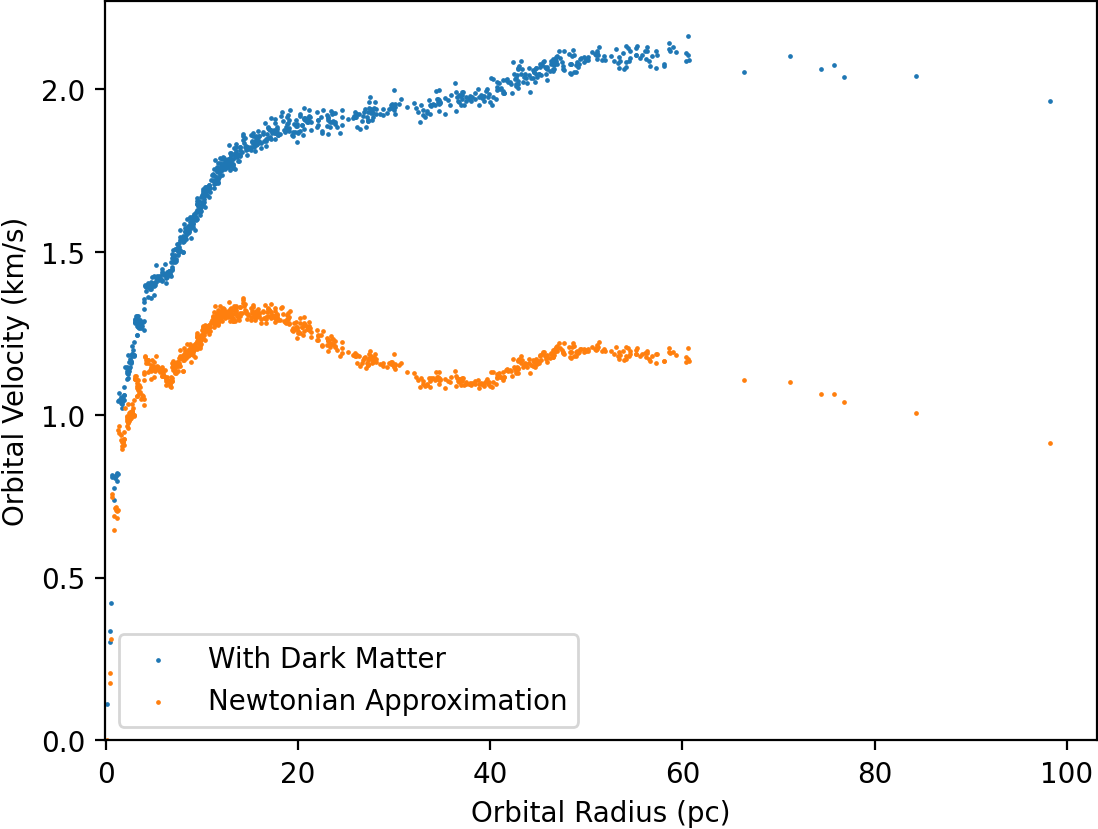 2.0
1.5
1.0
0.5
0.0
Orbital Velocity (km/s)
With Dark Matter
Newtonian Approximation
0 20 40 60 80 100
Orbital Radius (pc)